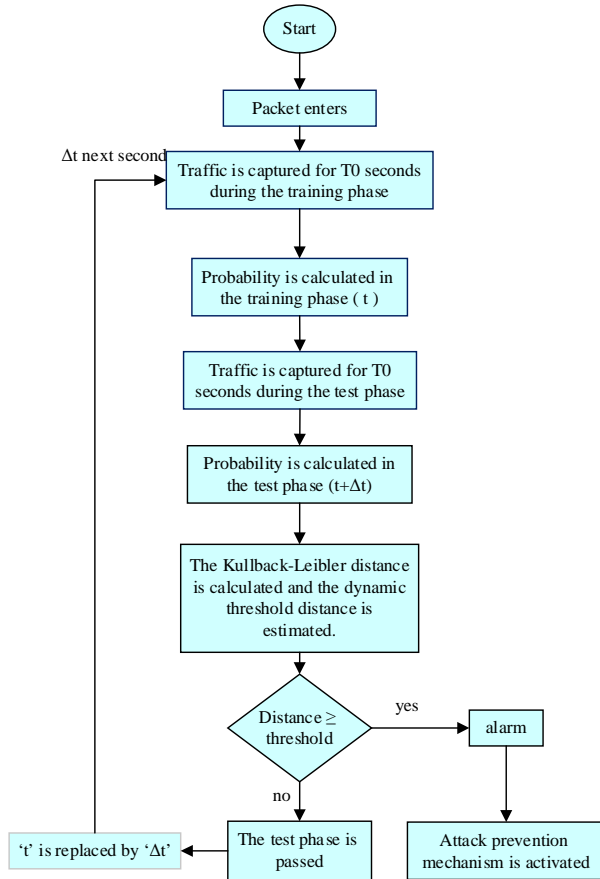 Start
Packet enters
Δt next second
Traffic is captured for T0 seconds
during the training phase
Probability is calculated in
the training phase ( t )
Traffic is captured for T0
seconds during the test phase
Probability is calculated in
the test phase (t+Δt)
The Kullback-Leibler distance
is calculated and the dynamic
threshold distance is
estimated.
Distance ≥
threshold
yes
alarm
no
The test phase is
passed
‘t’ is replaced by ‘Δt’
Attack prevention
mechanism is activated